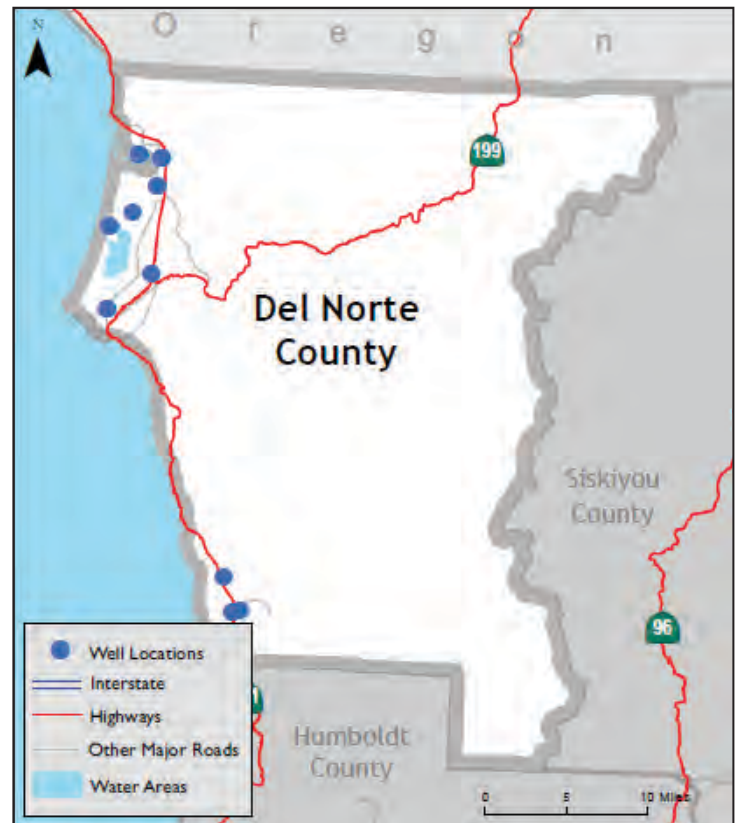 N
Oregon
199
Del Norte
County
Siskiyou
County
96
Well Locations
Interstate
Highways
Other Major Roads
Water Areas
1
Humboldt
County
0 5 10 Miles